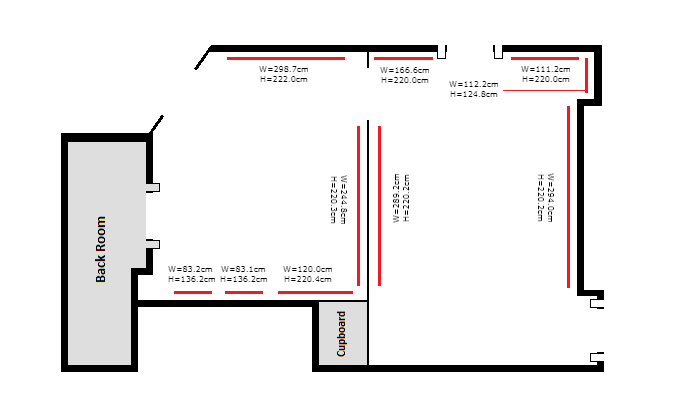 W=298.7cm
H=222.0cm
W=166.6cm
H=220.0cm
W=111.2cm
H=220.0cm
W=112.2cm
H=124.8cm
W=244.8cm
H=220.3cm
W=289.2cm
H=220.2cm
W=294.0cm
H=220.2cm
Back Room
W=83.2cm
H=136.2cm
W=83.1cm
H=136.2cm
W=120.0cm
H=220.4cm
Cupboard